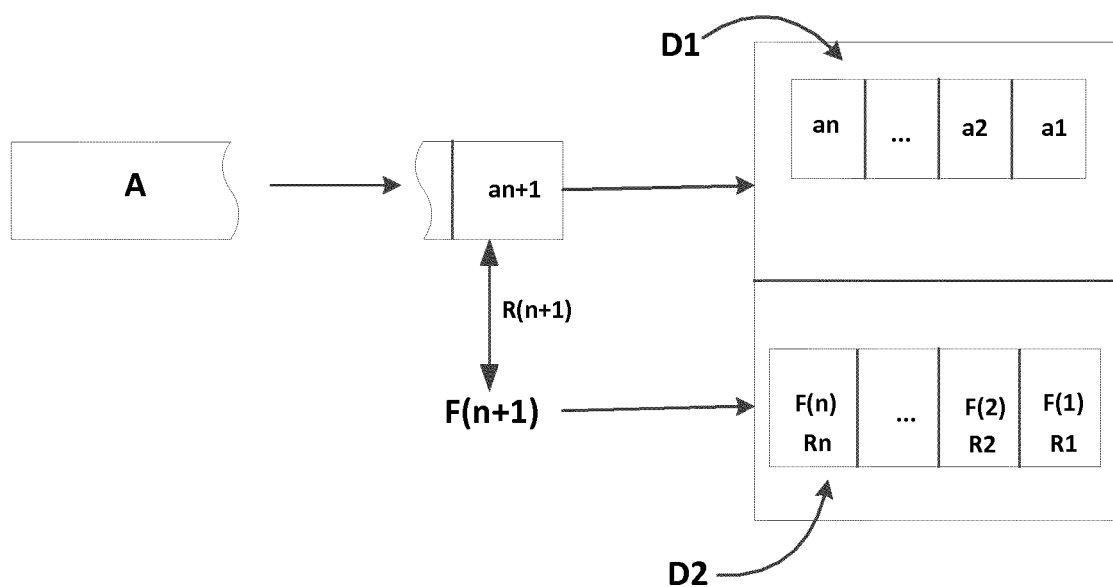 D1
an ... a2 a1
A
an+1
R(n+1)
F(n+1)
F(n) ... F(2) F(1)
Rn R2 R1
D2